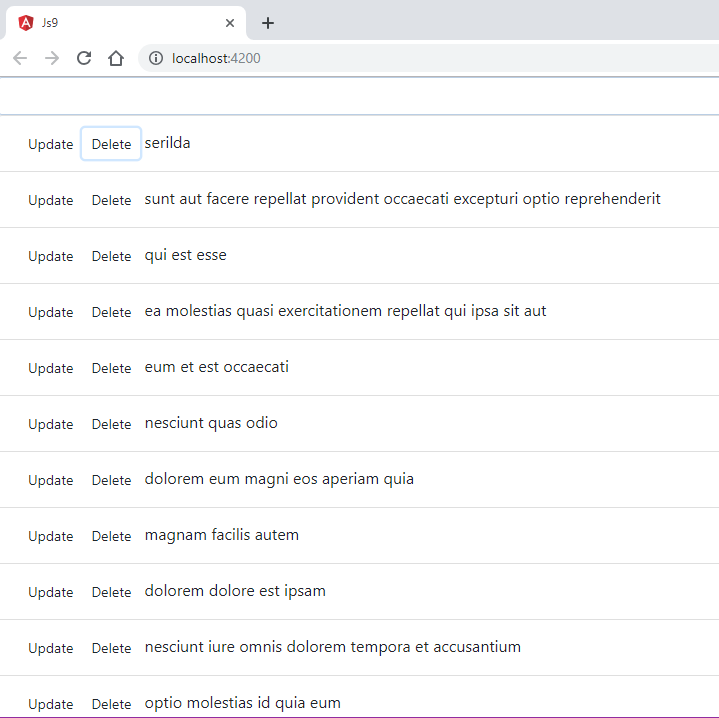 Js9
localhost:4200
Update Delete serilda
Update Delete sunt aut facere repellat provident occaecati excepturi optio reprehenderit
Update Delete qui est esse
Update Delete ea molestias quasi exercitationem repellat qui ipsa sit aut
Update Delete eum et est occaecati
Update Delete nesciunt quas odio
Update Delete dolorem eum magni eos aperiam quia
Update Delete magnam facilis autem
Update Delete dolorem dolore est ipsam
Update Delete nesciunt iure omnis dolorem tempora et accusantium
Update Delete optio molestias id quia eum